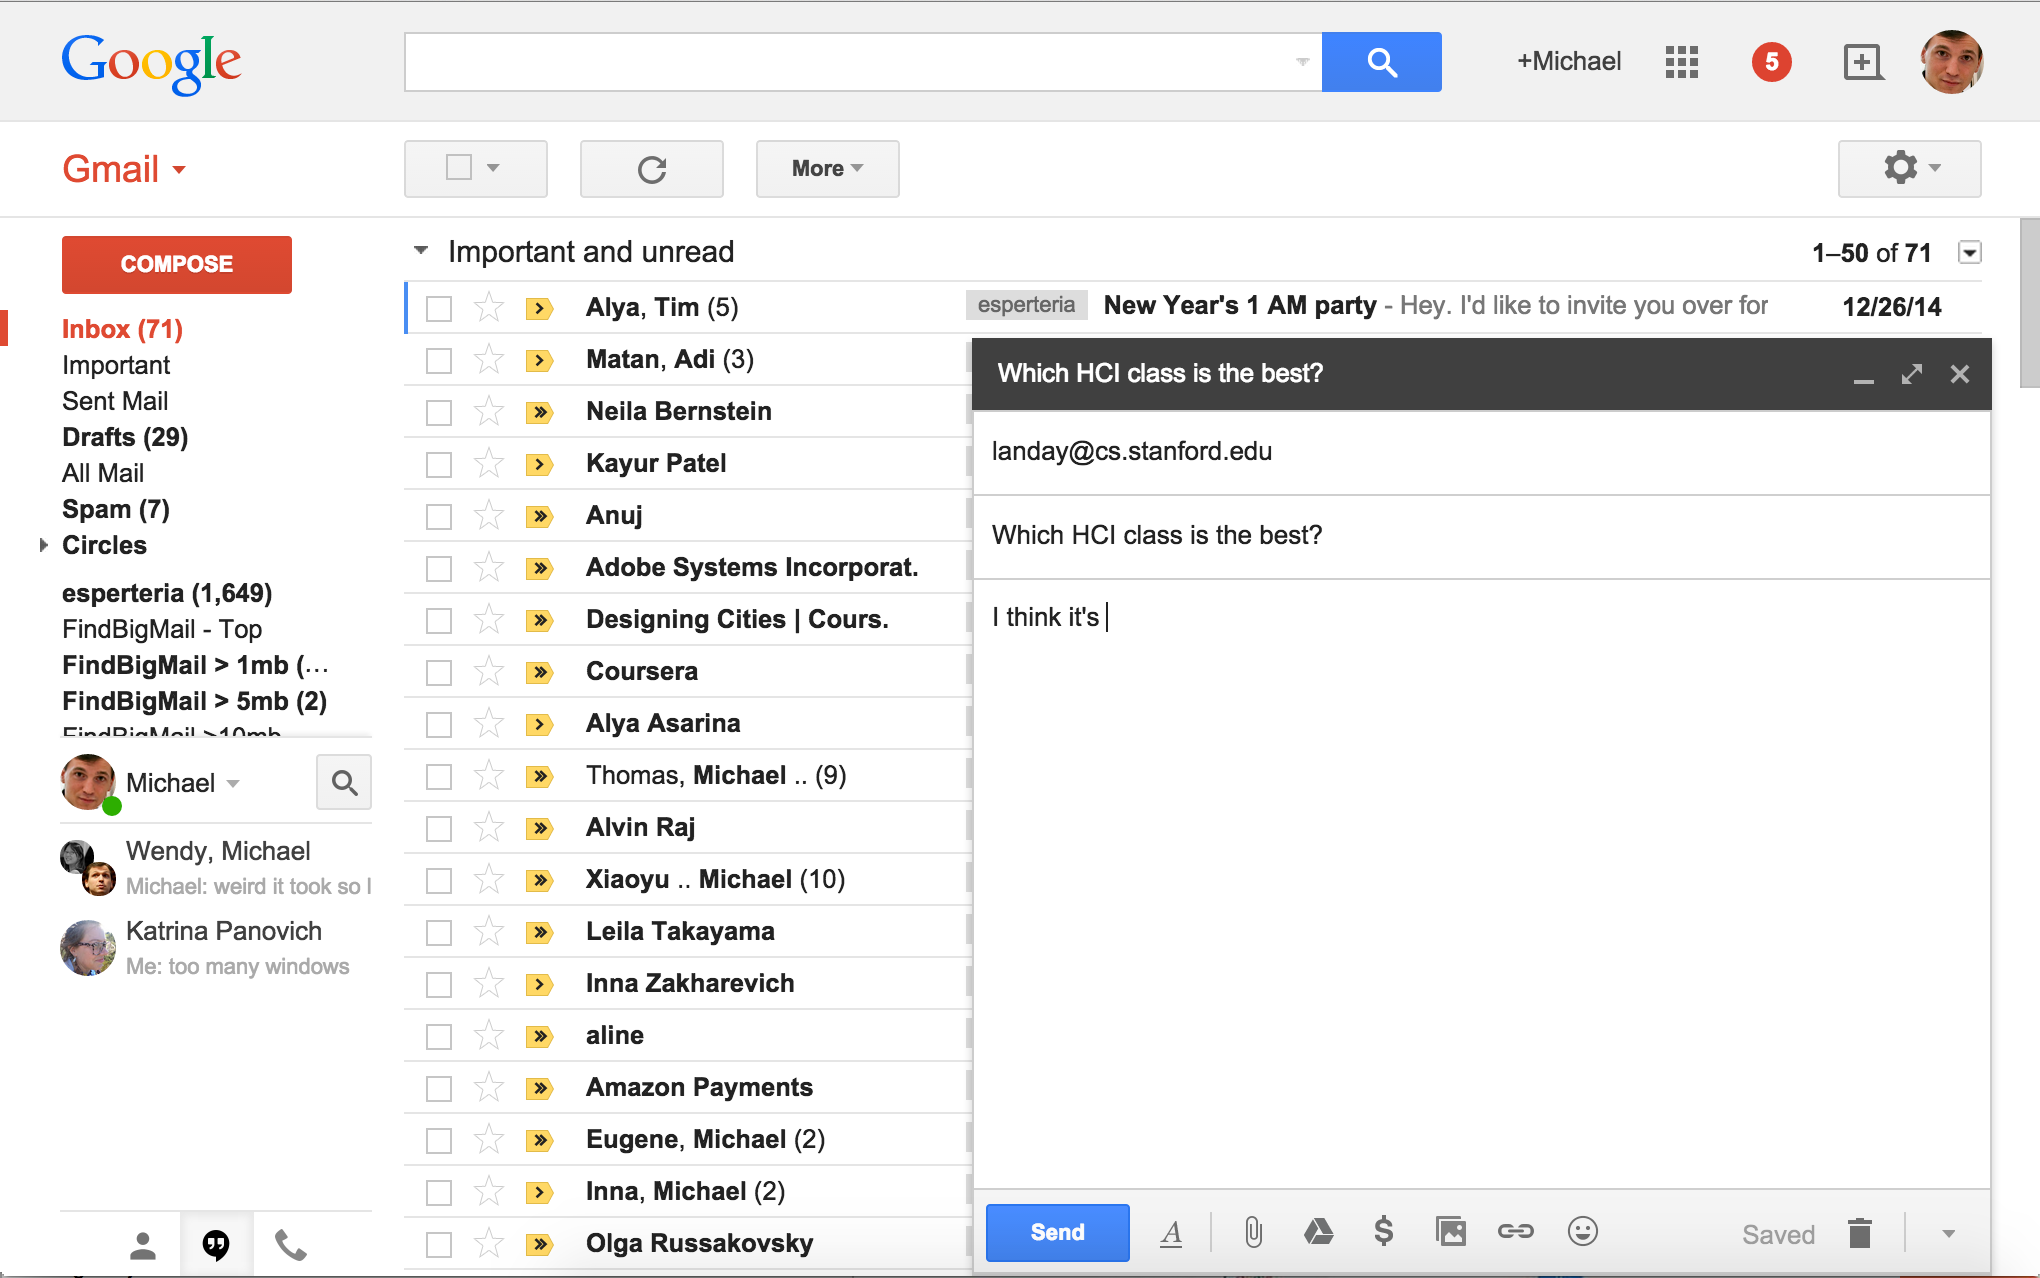 Google
+Michael
5
Gmail
More
COMPOSE
Inbox (71)
Important
Sent Mail
Drafts (29)
All Mail
Spam (7)
Circles
esperteria (1,649)
FindBigMail - Top
FindBigMail > 1mb (...
FindBigMail > 5mb (2)
FindBigMail >10mb
Michael
Wendy, Michael
Michael: weird it took so l
Katrina Panovich
Me: too many windows
Important and unread
1–50 of 71
Alya, Tim (5)
esperteria New Year's 1 AM party - Hey. I'd like to invite you over for
12/26/14
Matan, Adi (3)
Neila Bernstein
Kayur Patel
Anuj
Adobe Systems Incorporat.
Designing Cities | Cours.
Coursera
Alya Asarina
Thomas, Michael .. (9)
Alvin Raj
Xiaoyu .. Michael (10)
Leila Takayama
Inna Zakharevich
aline
Amazon Payments
Eugene, Michael (2)
Inna, Michael (2)
Olga Russakovsky
Which HCI class is the best?
landay@cs.stanford.edu
Which HCI class is the best?
I think it's
Send
A
$
Saved